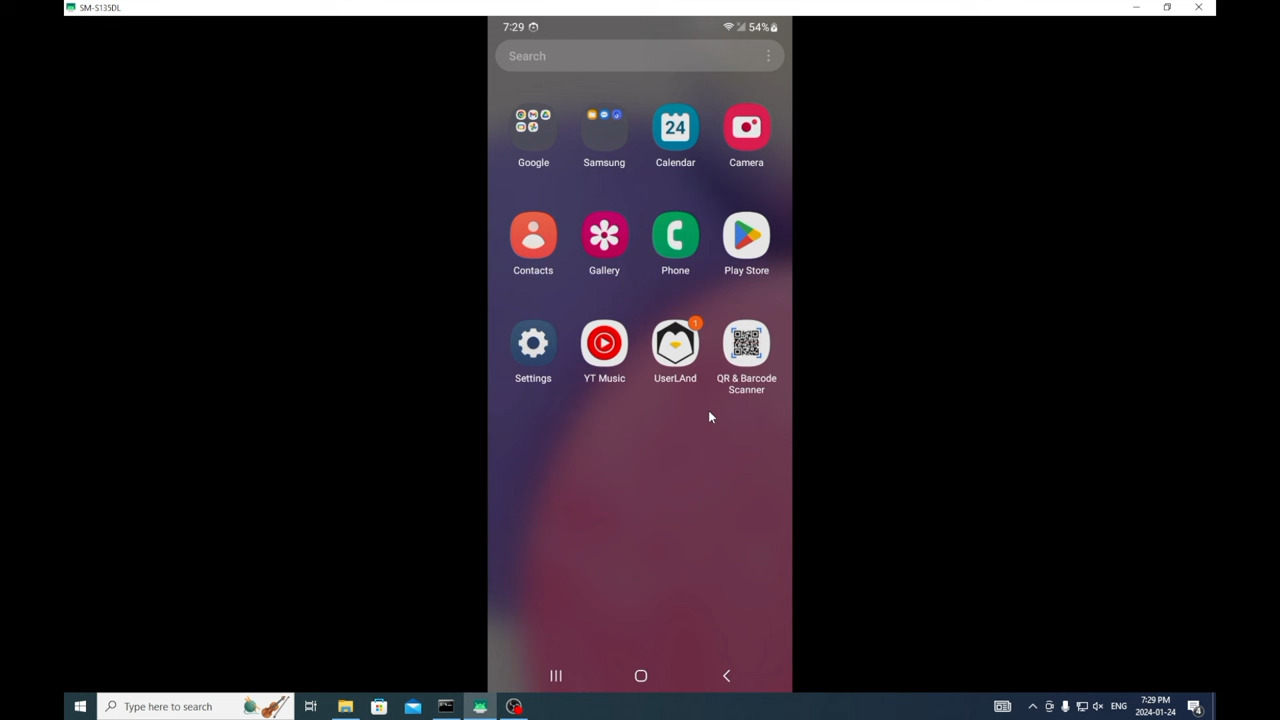 SM-S135DL
7:29
54%
Search
24
Google
Samsung
Calendar
Camera
Contacts
Gallery
Phone
Play Store
1
Settings
YT Music
UserLAnd
QR & Barcode
Scanner
Type here to search
ENG
7:29 PM
2024-01-24
4